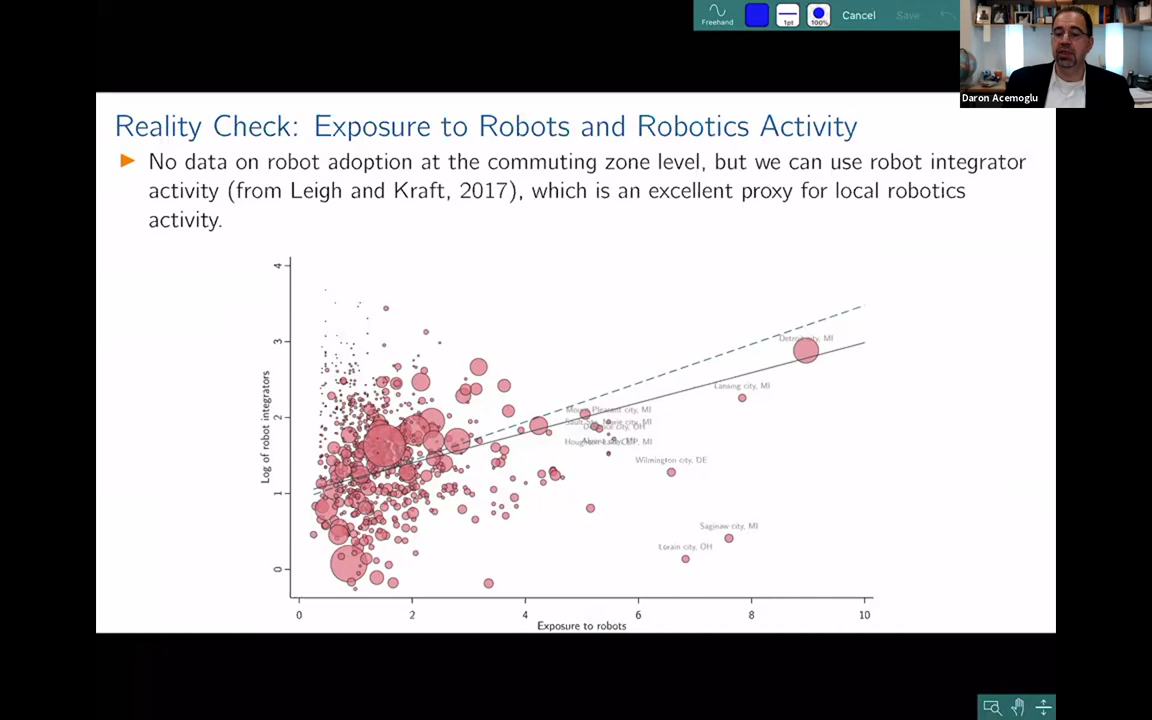 Freehand
1pt
100%
Cancel
Save
Daron Acemoglu
Reality Check: Exposure to Robots and Robotics Activity
No data on robot adoption at the commuting zone level, but we can use robot integrator
activity (from Leigh and Kraft, 2017), which is an excellent proxy for local robotics
activity.
Log of robot integrators
4
3
2
1
0
Detroit city, MI
Lansing city, MI
Mount Pleasant city, MI
Wilmington city, DE
Saginaw city, MI
Lorain city, OH
0 2 4 6 8 10
Exposure to robots